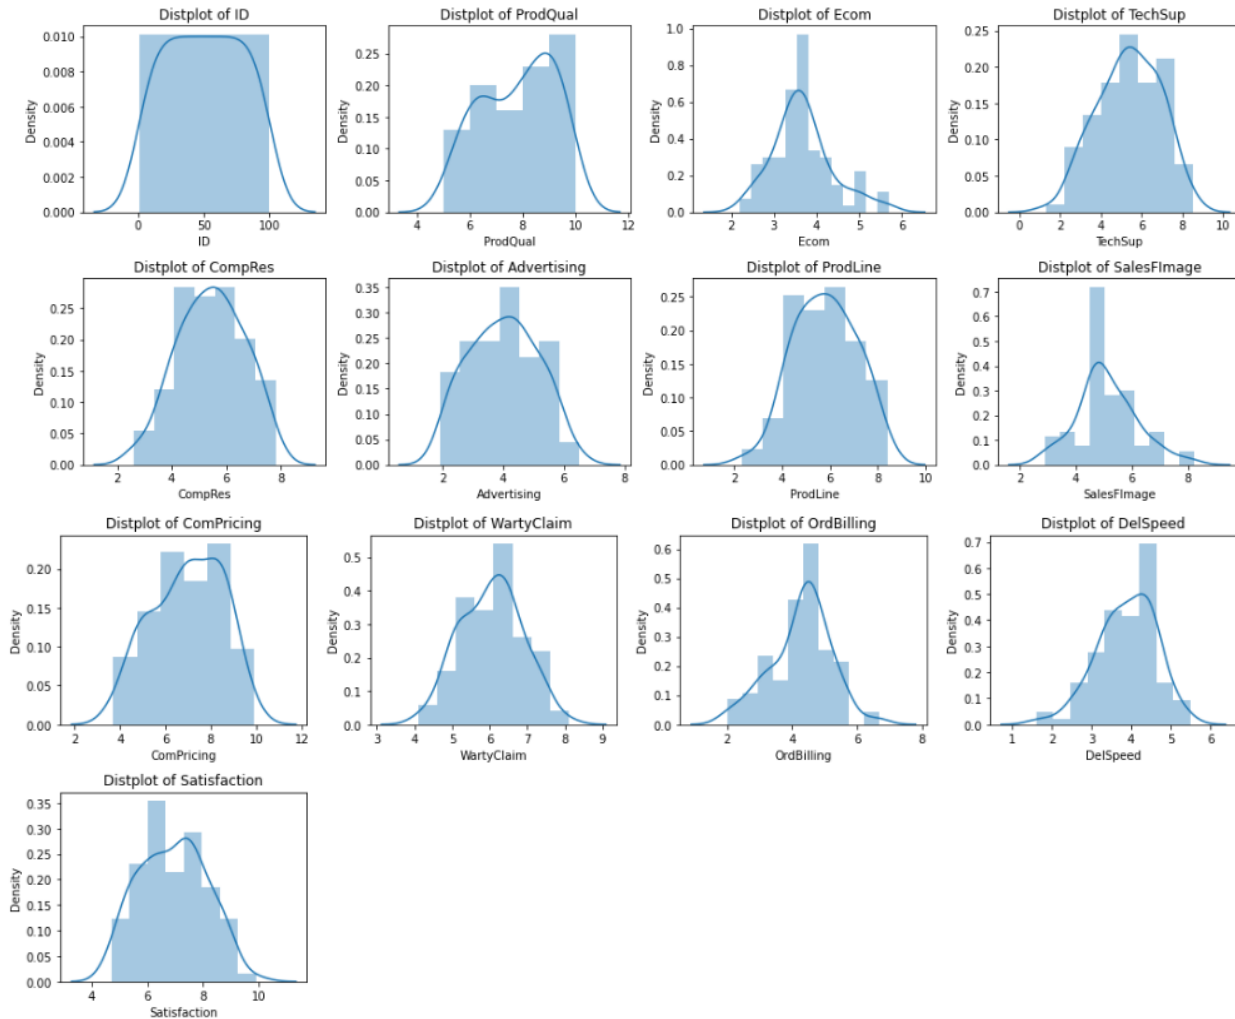 Distplot of ID
0.010
0.008
0.006
0.004
0.002
0.000
Density
0 50 100
ID
Distplot of ProdQual
0.25
0.20
0.15
0.10
0.05
0.00
Density
4 6 8 10 12
ProdQual
Distplot of Ecom
1.0
0.8
0.6
0.4
0.2
0.0
Density
2 3 4 5 6
Ecom
Distplot of TechSup
0.25
0.20
0.15
0.10
0.05
0.00
Density
0 2 4 6 8 10
TechSup
Distplot of CompRes
0.25
0.20
0.15
0.10
0.05
0.00
Density
2 4 6 8
CompRes
Distplot of Advertising
0.35
0.30
0.25
0.20
0.15
0.10
0.05
0.00
Density
2 4 6 8
Advertising
Distplot of ProdLine
0.25
0.20
0.15
0.10
0.05
0.00
Density
2 4 6 8 10
ProdLine
Distplot of SalesFImage
0.7
0.6
0.5
0.4
0.3
0.2
0.1
0.0
Density
2 4 6 8
SalesFImage
Distplot of ComPricing
0.20
0.15
0.10
0.05
0.00
Density
2 4 6 8 10 12
ComPricing
Distplot of WartyClaim
0.5
0.4
0.3
0.2
0.1
0.0
Density
3 4 5 6 7 8 9
WartyClaim
Distplot of OrdBilling
0.6
0.5
0.4
0.3
0.2
0.1
0.0
Density
2 4 6 8
OrdBilling
Distplot of DelSpeed
0.7
0.6
0.5
0.4
0.3
0.2
0.1
0.0
Density
1 2 3 4 5 6
DelSpeed
Distplot of Satisfaction
0.35
0.30
0.25
0.20
0.15
0.10
0.05
0.00
Density
4 6 8 10
Satisfaction